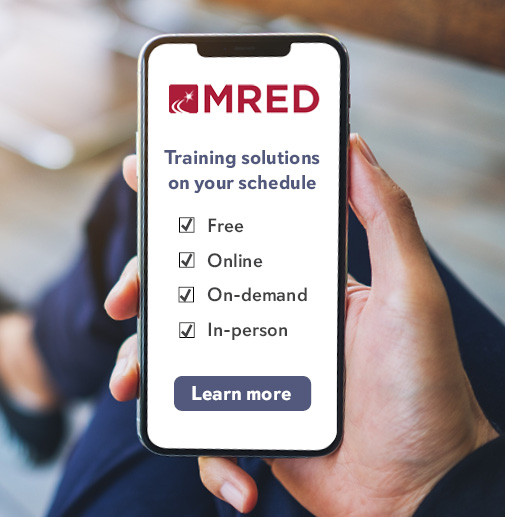 MRED
Training solutions
on your schedule
Free
Online
On-demand
In-person
Learn more